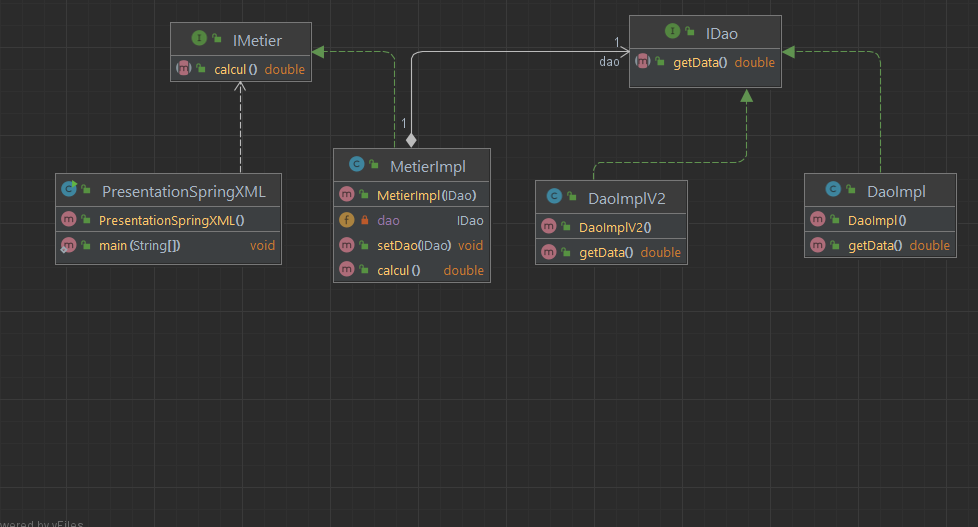 IMetier
calcul() double
IDao
getData() double
1
dao
1
MetierImpl
MetierImpl(IDao)
dao IDao
setDao(IDao) void
calcul() double
PresentationSpringXML
PresentationSpringXML()
main(String[]) void
DaoImplV2
DaoImplV2()
getData() double
DaoImpl
DaoImpl()
getData() double
wered by yFiles